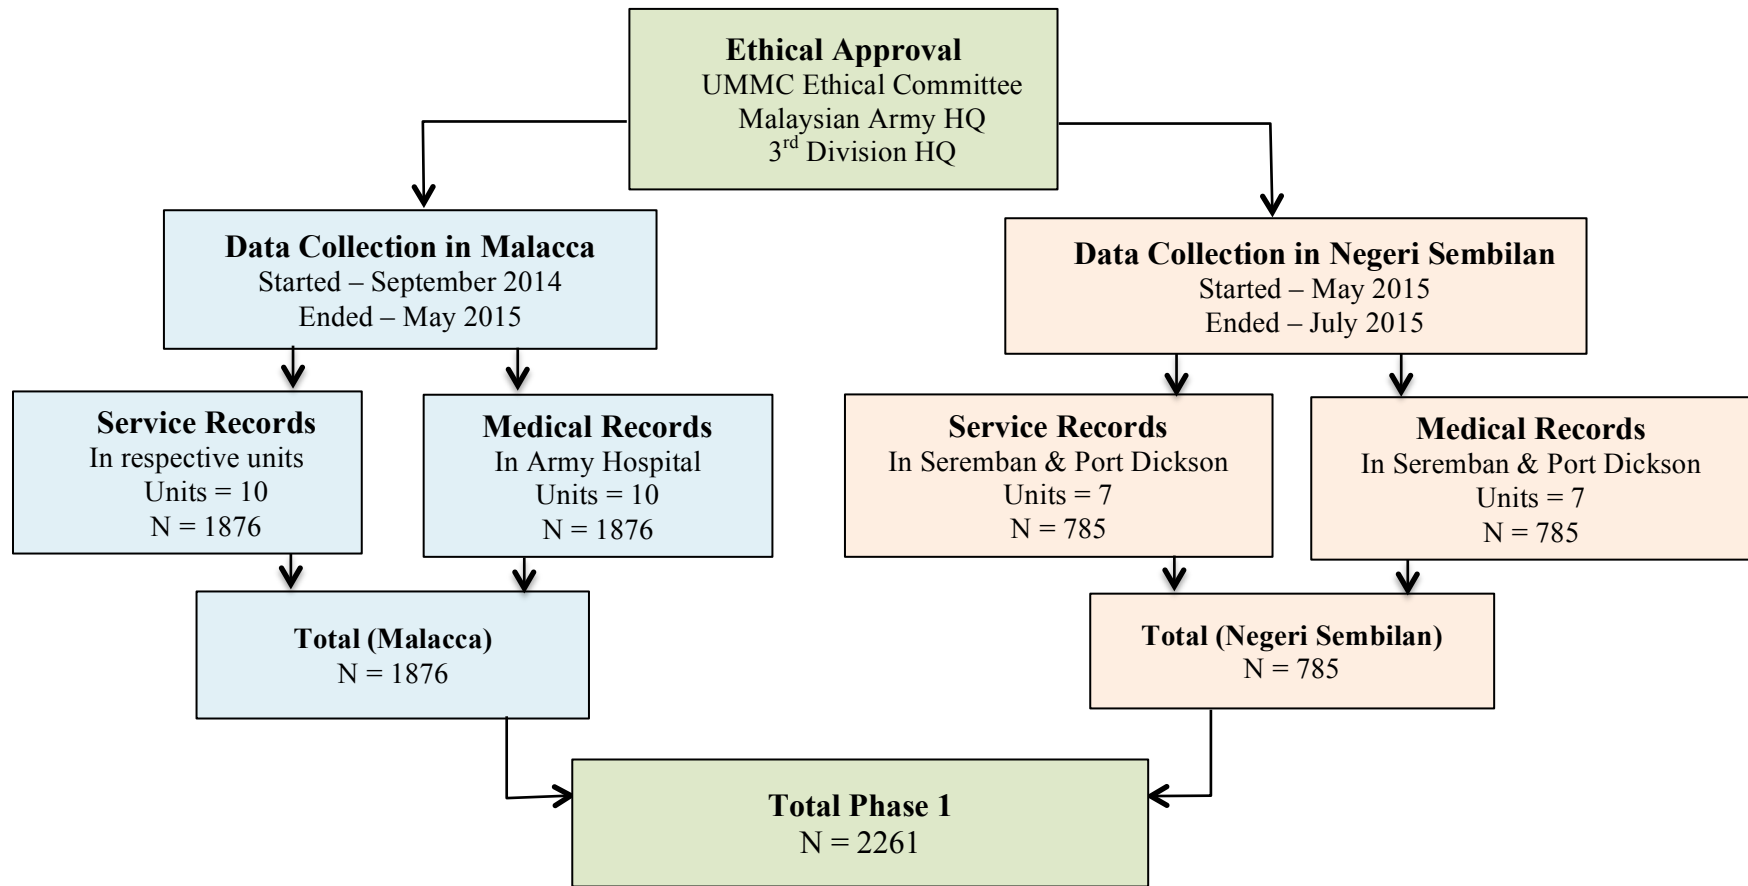 Ethical Approval
UMMC Ethical Committee
Malaysian Army HQ
3rd Division HQ
Data Collection in Malacca
Started – September 2014
Ended – May 2015
Data Collection in Negeri Sembilan
Started – May 2015
Ended – July 2015
Service Records
In respective units
Units = 10
N = 1876
Medical Records
In Army Hospital
Units = 10
N = 1876
Service Records
In Seremban & Port Dickson
Units = 7
N = 785
Medical Records
In Seremban & Port Dickson
Units = 7
N = 785
Total (Malacca)
N = 1876
Total (Negeri Sembilan)
N = 785
Total Phase 1
N = 2261